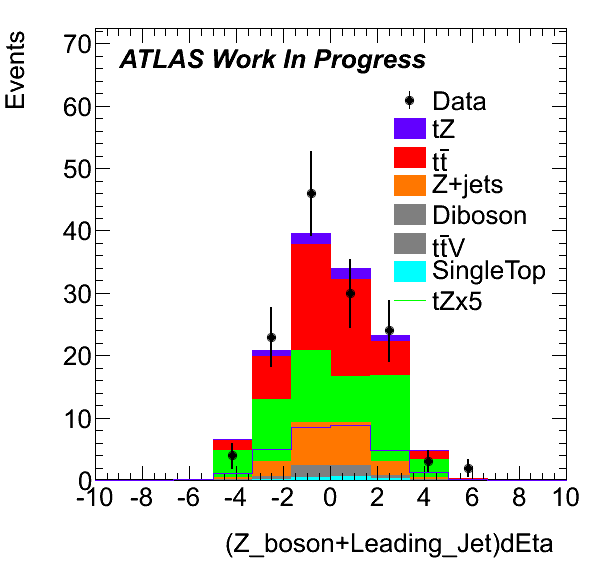 Events
70
60
50
40
30
20
10
0
ATLAS Work In Progress
Data
tZ
tt̄
Z+jets
Diboson
tt̄V
SingleTop
tZx5
-10 -8 -6 -4 -2 0 2 4 6 8 10
(Z_boson+Leading_Jet)dEta